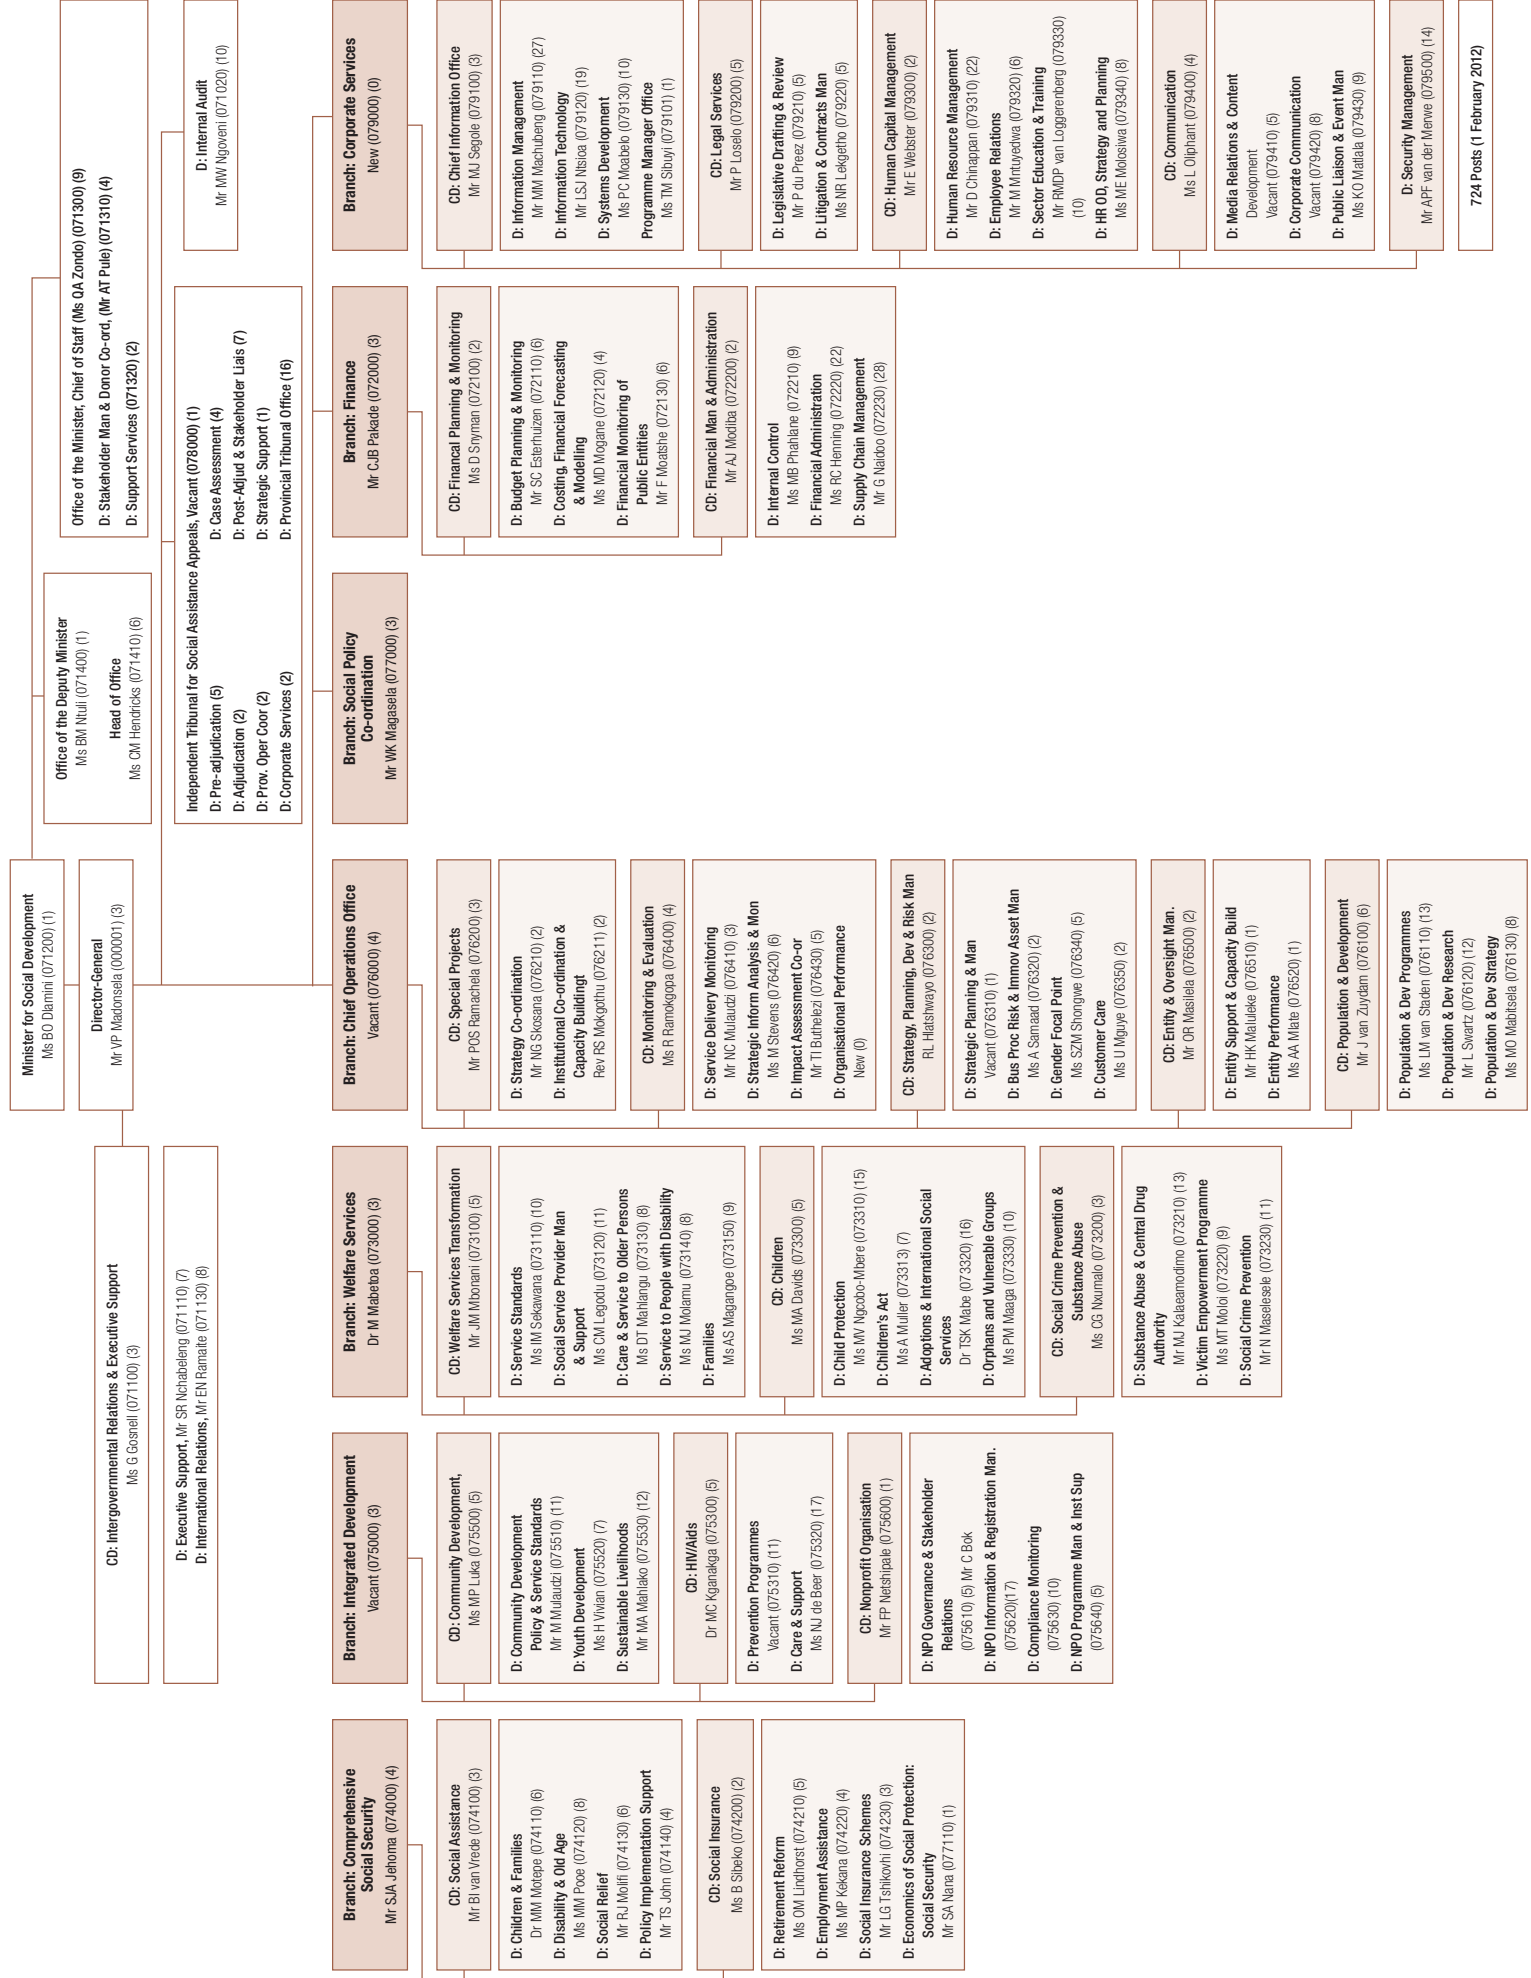 Minister for Social Development
Ms BO Dlamini (071200) (1)
Director-General
Mr VP Madonsela (000001) (3)
Office of the Deputy Minister
Ms BM Ntuli (071400) (1)
Head of Office
Ms CM Hendricks (071410) (6)
Office of the Minister, Chief of Staff (Ms QA Zondo) (071300) (9)
D: Stakeholder Man & Donor Co-ord, (Mr AT Pule) (071310) (4)
D: Support Services (071320) (2)
CD: Intergovernmental Relations & Executive Support
Ms G Gosnell (071100) (3)
D: Executive Support, Mr SR Nchabeleng (071110) (7)
D: International Relations, Mr EN Ramaite (071130) (8)
D: Internal Audit
Mr MW Ngoveni (071020) (10)
Independent Tribunal for Social Assistance Appeals, Vacant (078000) (1)
D: Pre-adjudication (5)
D: Adjudication (2)
D: Prov. Oper Coor (2)
D: Corporate Services (2)
D: Case Assessment (4)
D: Post-Adjud & Stakeholder Liais (7)
D: Strategic Support (1)
D: Provincial Tribunal Office (16)
Branch: Comprehensive
Social Security
Mr SJA Jehoma (074000) (4)
CD: Social Assistance
Mr BI van Vrede (074100) (3)
D: Children & Families
Dr MM Motepe (074110) (6)
D: Disability & Old Age
Ms MM Pooe (074120) (8)
D: Social Relief
Mr RJ Molifi (074130) (6)
D: Policy Implementation Support
Mr TS John (074140) (4)
CD: Social Insurance
Ms B Sibeko (074200) (2)
D: Retirement Reform
Ms OM Lindhorst (074210) (5)
D: Employment Assistance
Ms MP Kekana (074220) (4)
D: Social Insurance Schemes
Mr LG Tshikovhi (074230) (3)
D: Economics of Social Protection:
Social Security
Mr SA Nana (077110) (1)
Branch: Integrated Development
Vacant (075000) (3)
CD: Community Development,
Ms MP Luka (075500) (5)
D: Community Development
Policy & Service Standards
Mr M Mulaudzi (075510) (11)
D: Youth Development
Ms H Vivian (075520) (7)
D: Sustainable Livelihoods
Mr MA Mahlako (075530) (12)
CD: HIV/Aids
Dr MC Kganakga (075300) (5)
D: Prevention Programmes
Vacant (075310) (11)
D: Care & Support
Ms NJ de Beer (075320) (17)
CD: Nonprofit Organisation
Mr FP Netshipale (075600) (1)
D: NPO Governance & Stakeholder
Relations
(075610) (5) Mr C Bok
D: NPO Information & Registration Man.
(075620)(17)
D: Compliance Monitoring
(075630) (10)
D: NPO Programme Man & Inst Sup
(075640) (5)
Branch: Welfare Services
Dr M Mabetoa (073000) (3)
CD: Welfare Services Transformation
Mr JM Mbonani (073100) (5)
D: Service Standards
Ms IM Sekawana (073110) (10)
D: Social Service Provider Man
& Support
Ms CM Legodu (073120) (11)
D: Care & Service to Older Persons
Ms DT Mahlangu (073130) (8)
D: Service to People with Disability
Ms MJ Molamu (073140) (8)
D: Families
Ms AS Magangoe (073150) (9)
CD: Children
Ms MA Davids (073300) (5)
D: Child Protection
Ms MV Ngcobo-Mbere (073310) (15)
D: Children's Act
Ms A Muller (073313) (7)
D: Adoptions & International Social
Services
Dr TSK Mabe (073320) (16)
D: Orphans and Vulnerable Groups
Ms PM Maaga (073330) (10)
CD: Social Crime Prevention &
Substance Abuse
Ms CG Nxumalo (073200) (3)
D: Substance Abuse & Central Drug
Authority
Mr MJ Kalaeamodimo (073210) (13)
D: Victim Empowerment Programme
Ms MT Moloi (073220) (9)
D: Social Crime Prevention
Mr N Maselesele (073230) (11)
Branch: Chief Operations Office
Vacant (076000) (4)
CD: Special Projects
Mr POS Ramachela (076200) (3)
D: Strategy Co-ordination
Mr NG Skosana (076210) (2)
D: Institutional Co-ordination &
Capacity Buildingt
Rev RS Mokgothu (076211) (2)
CD: Monitoring & Evaluation
Ms R Ramokgopa (076400) (4)
D: Service Delivery Monitoring
Mr NC Mulaudzi (076410) (3)
D: Strategic Inform Analysis & Mon
Ms M Stevens (076420) (6)
D: Impact Assessment Co-or
Mr TI Buthelezi (076430) (5)
D: Organisational Performance
New (0)
CD: Strategy, Planning, Dev & Risk Man
RL Hlatshwayo (076300) (2)
D: Strategic Planning & Man
Vacant (076310) (1)
D: Bus Proc Risk & Immov Asset Man
Ms A Samaad (076320) (2)
D: Gender Focal Point
Ms SZM Shongwe (076340) (5)
D: Customer Care
Ms U Mguye (076350) (2)
CD: Entity & Oversight Man.
Mr OR Masilela (076500) (2)
D: Entity Support & Capacity Build
Mr HK Maluleke (076510) (1)
D: Entity Performance
Ms AA Mlate (076520) (1)
CD: Population & Development
Mr J van Zuydam (076100) (6)
D: Population & Dev Programmes
Ms LM van Staden (076110) (13)
D: Population & Dev Research
Mr L Swartz (076120) (12)
D: Population & Dev Strategy
Ms MO Mabitsela (076130) (8)
Branch: Social Policy
Co-ordination
Mr WK Magasela (077000) (3)
Branch: Finance
Mr CJB Pakade (072000) (3)
CD: Financal Planning & Monitoring
Ms D Snyman (072100) (2)
D: Budget Planning & Monitoring
Mr SC Esterhuizen (072110) (6)
D: Costing, Financial Forecasting
& Modelling
Ms MD Mogane (072120) (4)
D: Financial Monitoring of
Public Entities
Mr F Moatshe (072130) (6)
CD: Financial Man & Administration
Mr AJ Modiba (072200) (2)
D: Internal Control
Ms MB Phahlane (072210) (9)
D: Financial Administration
Ms RC Henning (072220) (22)
D: Supply Chain Management
Mr G Naidoo (072230) (28)
Branch: Corporate Services
New (079000) (0)
CD: Chief Information Office
Mr MJ Segole (079100) (3)
D: Information Management
Mr MM Machubeng (079110) (27)
D: Information Technology
Mr LSJ Ntsioa (079120) (19)
D: Systems Development
Ms PC Moabelo (079130) (10)
Programme Manager Office
Ms TM Sibuyi (079101) (1)
CD: Legal Services
Mr P Loselo (079200) (5)
D: Legislative Drafting & Review
Mr P du Preez (079210) (5)
D: Litigation & Contracts Man
Ms NR Lekgetho (079220) (5)
CD: Human Capital Management
Mr E Webster (079300) (2)
D: Human Resource Management
Mr D Chinappan (079310) (22)
D: Employee Relations
Mr M Mntuyedwa (079320) (6)
D: Sector Education & Training
Mr RMDP van Loggerenberg (079330)
(10)
D: HR OD, Strategy and Planning
Ms ME Molosiwa (079340) (8)
CD: Communication
Ms L Oliphant (079400) (4)
D: Media Relations & Content
Development
Vacant (079410) (5)
D: Corporate Communication
Vacant (079420) (8)
D: Public Liaison & Event Man
Ms KO Matlala (079430) (9)
D: Security Management
Mr APF van der Merwe (079500) (14)
724 Posts (1 February 2012)